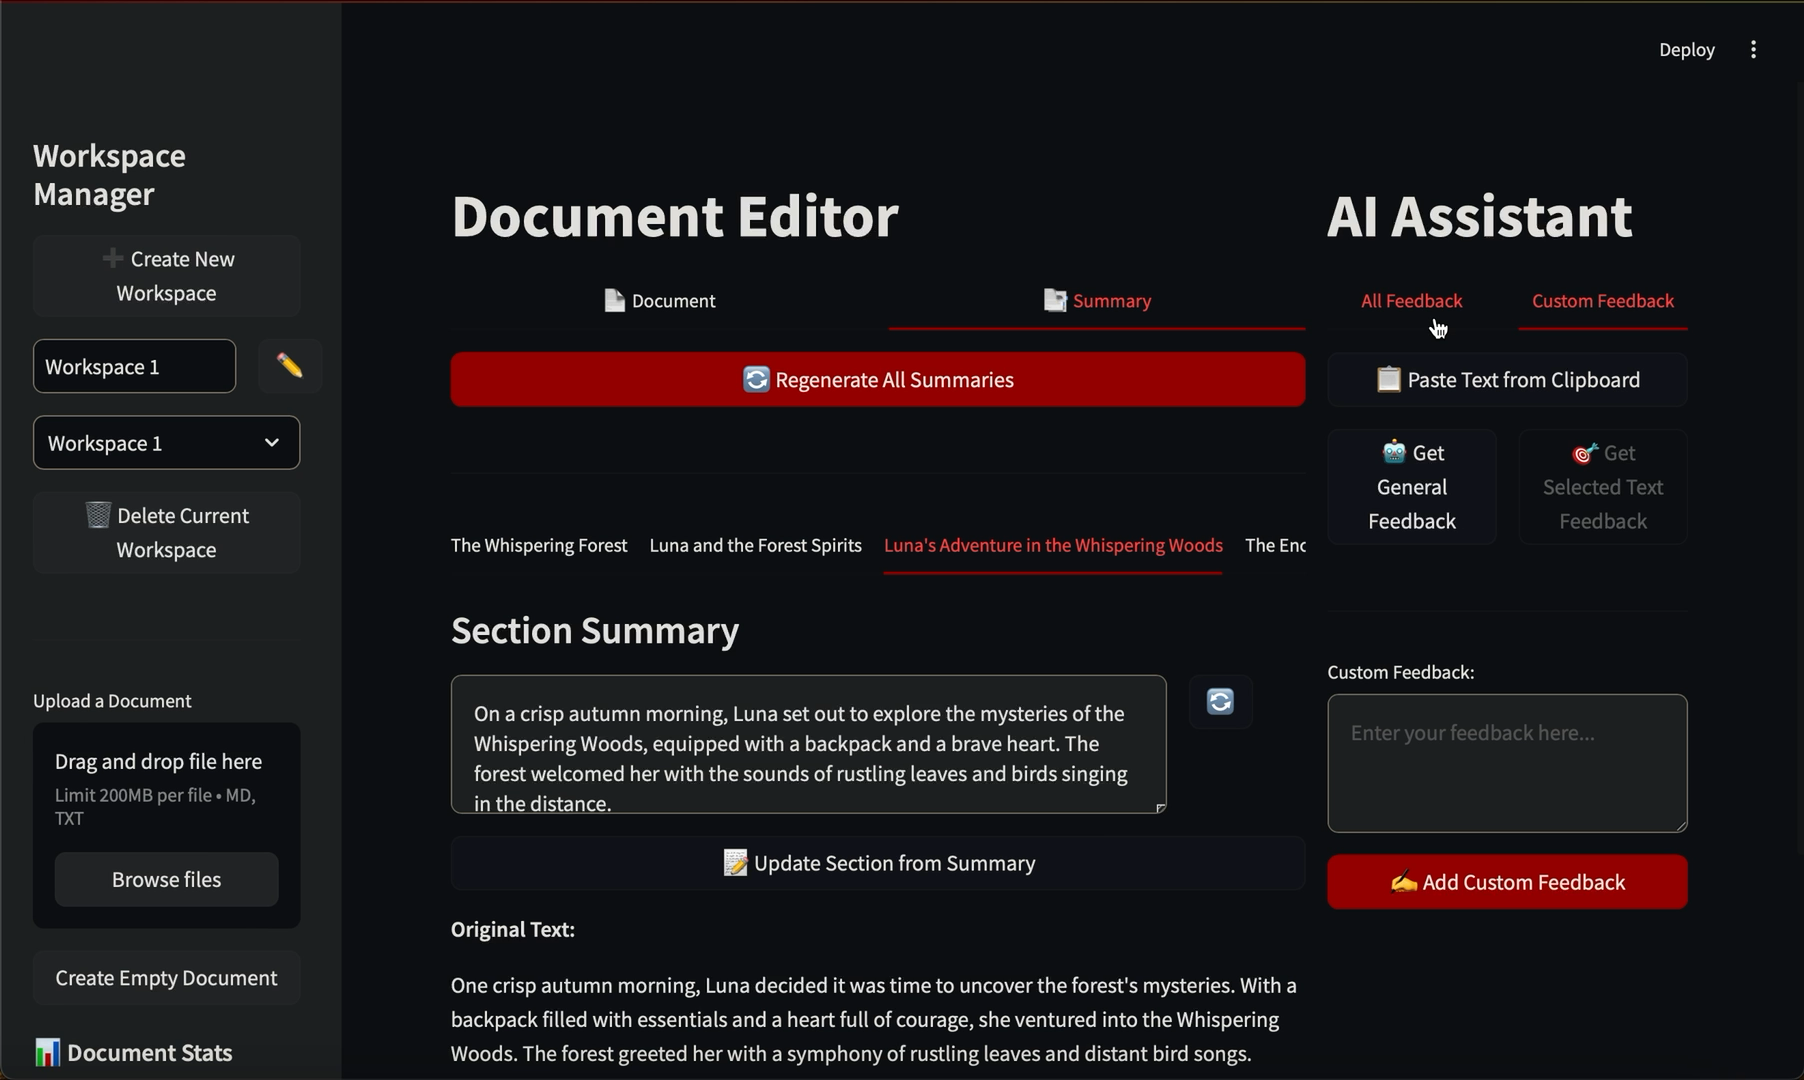 Deploy
Workspace
Manager
Create New
Workspace
Workspace 1
Workspace 1
Delete Current
Workspace
Upload a Document
Drag and drop file here
Limit 200MB per file • MD,
TXT
Browse files
Create Empty Document
Document Stats
Document Editor
Document
Summary
Regenerate All Summaries
The Whispering Forest
Luna and the Forest Spirits
Luna's Adventure in the Whispering Woods
The Enc
Section Summary
On a crisp autumn morning, Luna set out to explore the mysteries of the
Whispering Woods, equipped with a backpack and a brave heart. The
forest welcomed her with the sounds of rustling leaves and birds singing
in the distance.
Update Section from Summary
Original Text:
One crisp autumn morning, Luna decided it was time to uncover the forest's mysteries. With a
backpack filled with essentials and a heart full of courage, she ventured into the Whispering
Woods. The forest greeted her with a symphony of rustling leaves and distant bird songs.
AI Assistant
All Feedback
Custom Feedback
Paste Text from Clipboard
Get
General
Feedback
Get
Selected Text
Feedback
Custom Feedback:
Enter your feedback here...
Add Custom Feedback